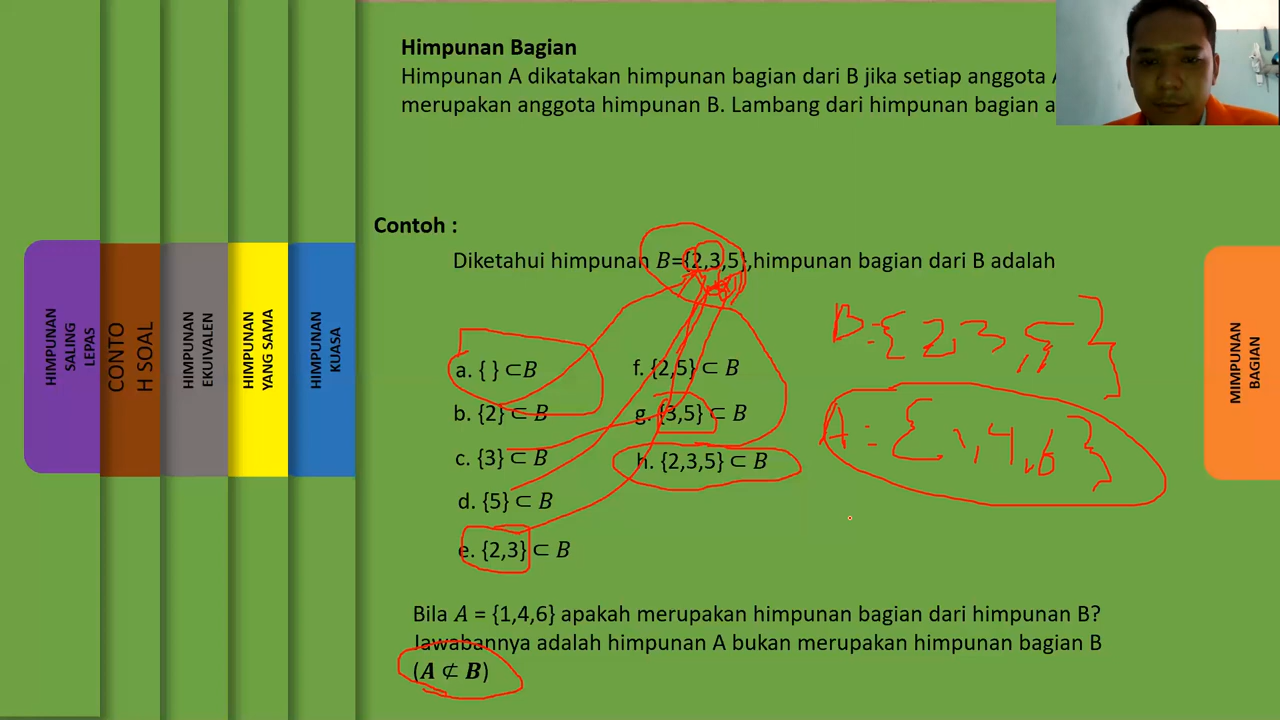 Himpunan Bagian
Himpunan A dikatakan himpunan bagian dari B jika setiap anggota A
merupakan anggota himpunan B. Lambang dari himpunan bagian a
Contoh :
Diketahui himpunan B={2,3,5},himpunan bagian dari B adalah
a. { } ⊂B
b. {2} ⊂ B
c. {3} ⊂ B
d. {5} ⊂ B
e. {2,3} ⊂ B
f. {2,5} ⊂ B
g. {3,5} ⊂ B
h. {2,3,5} ⊂ B
B={2,3,5}
A={1,4,6}
Bila A = {1,4,6} apakah merupakan himpunan bagian dari himpunan B?
Jawabannya adalah himpunan A bukan merupakan himpunan bagian B
(A ⊄ B)
HIMPUNAN
SALING
LEPAS
CONTO
H SOAL
HIMPUNAN
EKUIVALEN
HIMPUNAN
YANG SAMA
HIMPUNAN
KUASA
MIMPUNAN
BAGIAN